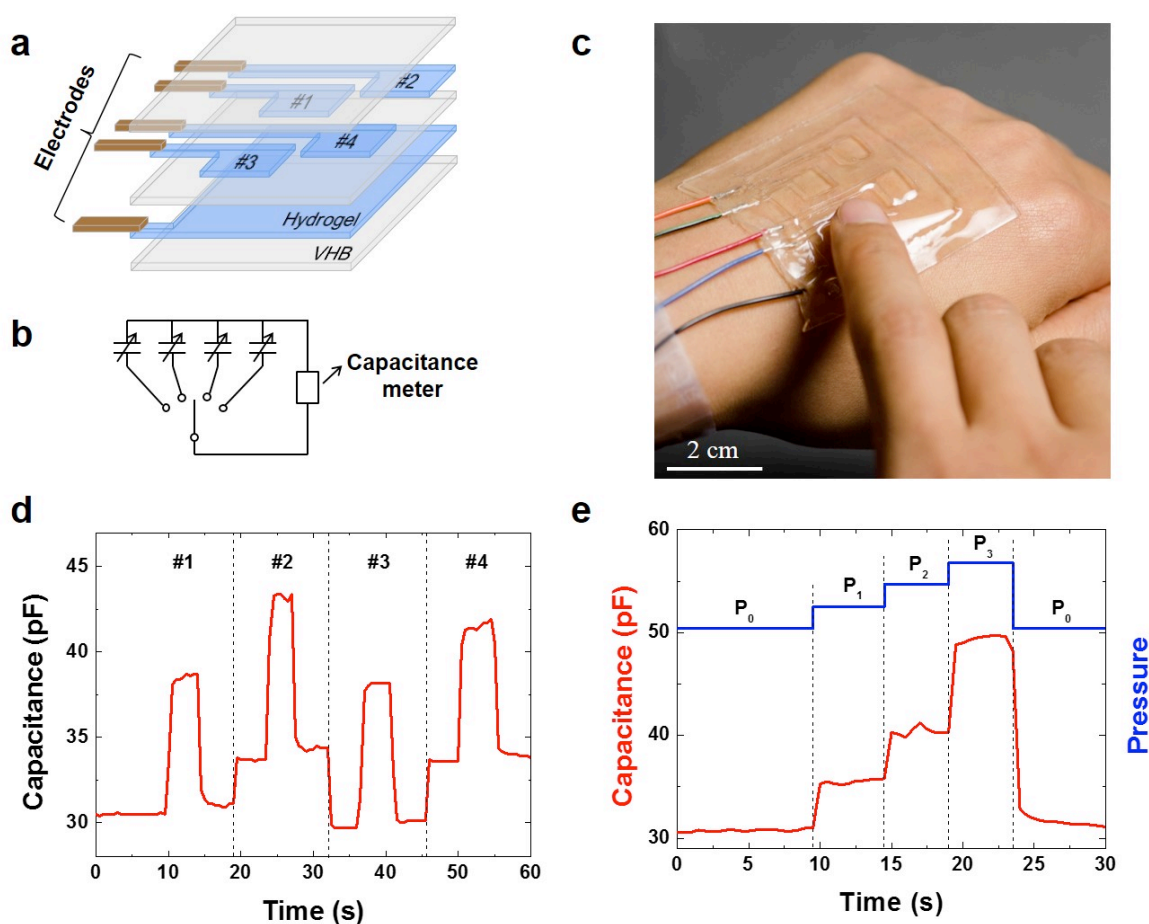 a
Electrodes
#2
#1
#4
#3
Hydrogel
VHB
b
Capacitance
meter
c
2 cm
d
#1 #2 #3 #4
45
40
35
30
Capacitance (pF)
0 10 20 30 40 50 60
Time (s)
e
60
50
40
30
Capacitance (pF)
P₀ P₁ P₂ P₃ P₀
Pressure
0 5 10 15 20 25 30
Time (s)